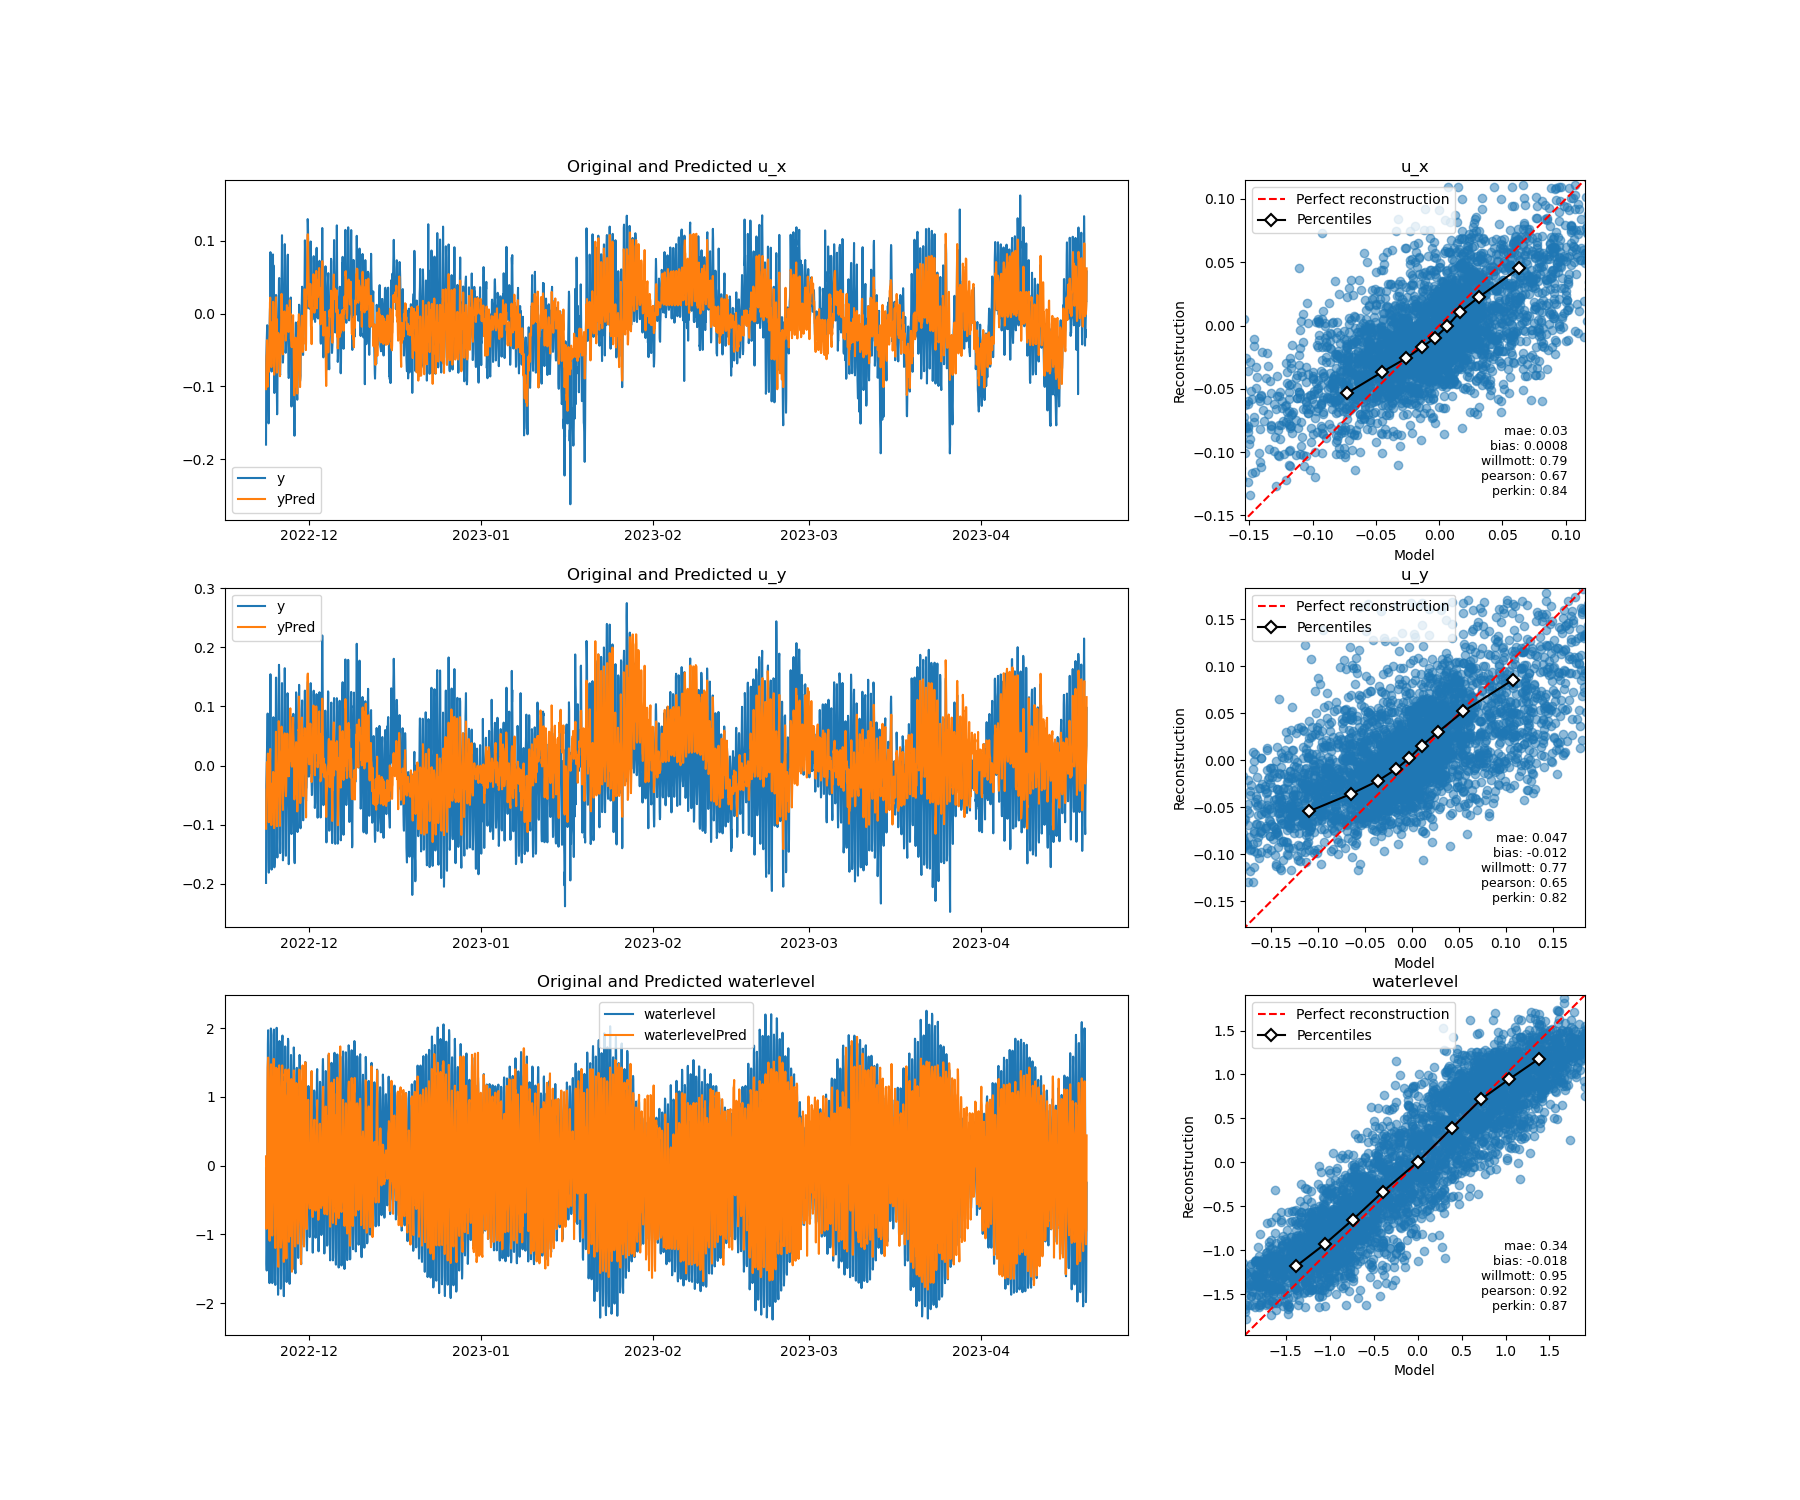 Original and Predicted u_x
0.1
0.0
−0.1
−0.2
y
yPred
2022-12 2023-01 2023-02 2023-03 2023-04
u_x
Perfect reconstruction
Percentiles
0.10
0.05
0.00
−0.05
−0.10
−0.15
Reconstruction
mae: 0.03
bias: 0.0008
willmott: 0.79
pearson: 0.67
perkin: 0.84
−0.15 −0.10 −0.05 0.00 0.05 0.10
Model
Original and Predicted u_y
0.3
0.2
0.1
0.0
−0.1
−0.2
y
yPred
2022-12 2023-01 2023-02 2023-03 2023-04
u_y
Perfect reconstruction
Percentiles
0.15
0.10
0.05
0.00
−0.05
−0.10
−0.15
Reconstruction
mae: 0.047
bias: -0.012
willmott: 0.77
pearson: 0.65
perkin: 0.82
−0.15 −0.10 −0.05 0.00 0.05 0.10 0.15
Model
Original and Predicted waterlevel
2
1
0
−1
−2
waterlevel
waterlevelPred
2022-12 2023-01 2023-02 2023-03 2023-04
waterlevel
Perfect reconstruction
Percentiles
1.5
1.0
0.5
0.0
−0.5
−1.0
−1.5
Reconstruction
mae: 0.34
bias: -0.018
willmott: 0.95
pearson: 0.92
perkin: 0.87
−1.5 −1.0 −0.5 0.0 0.5 1.0 1.5
Model